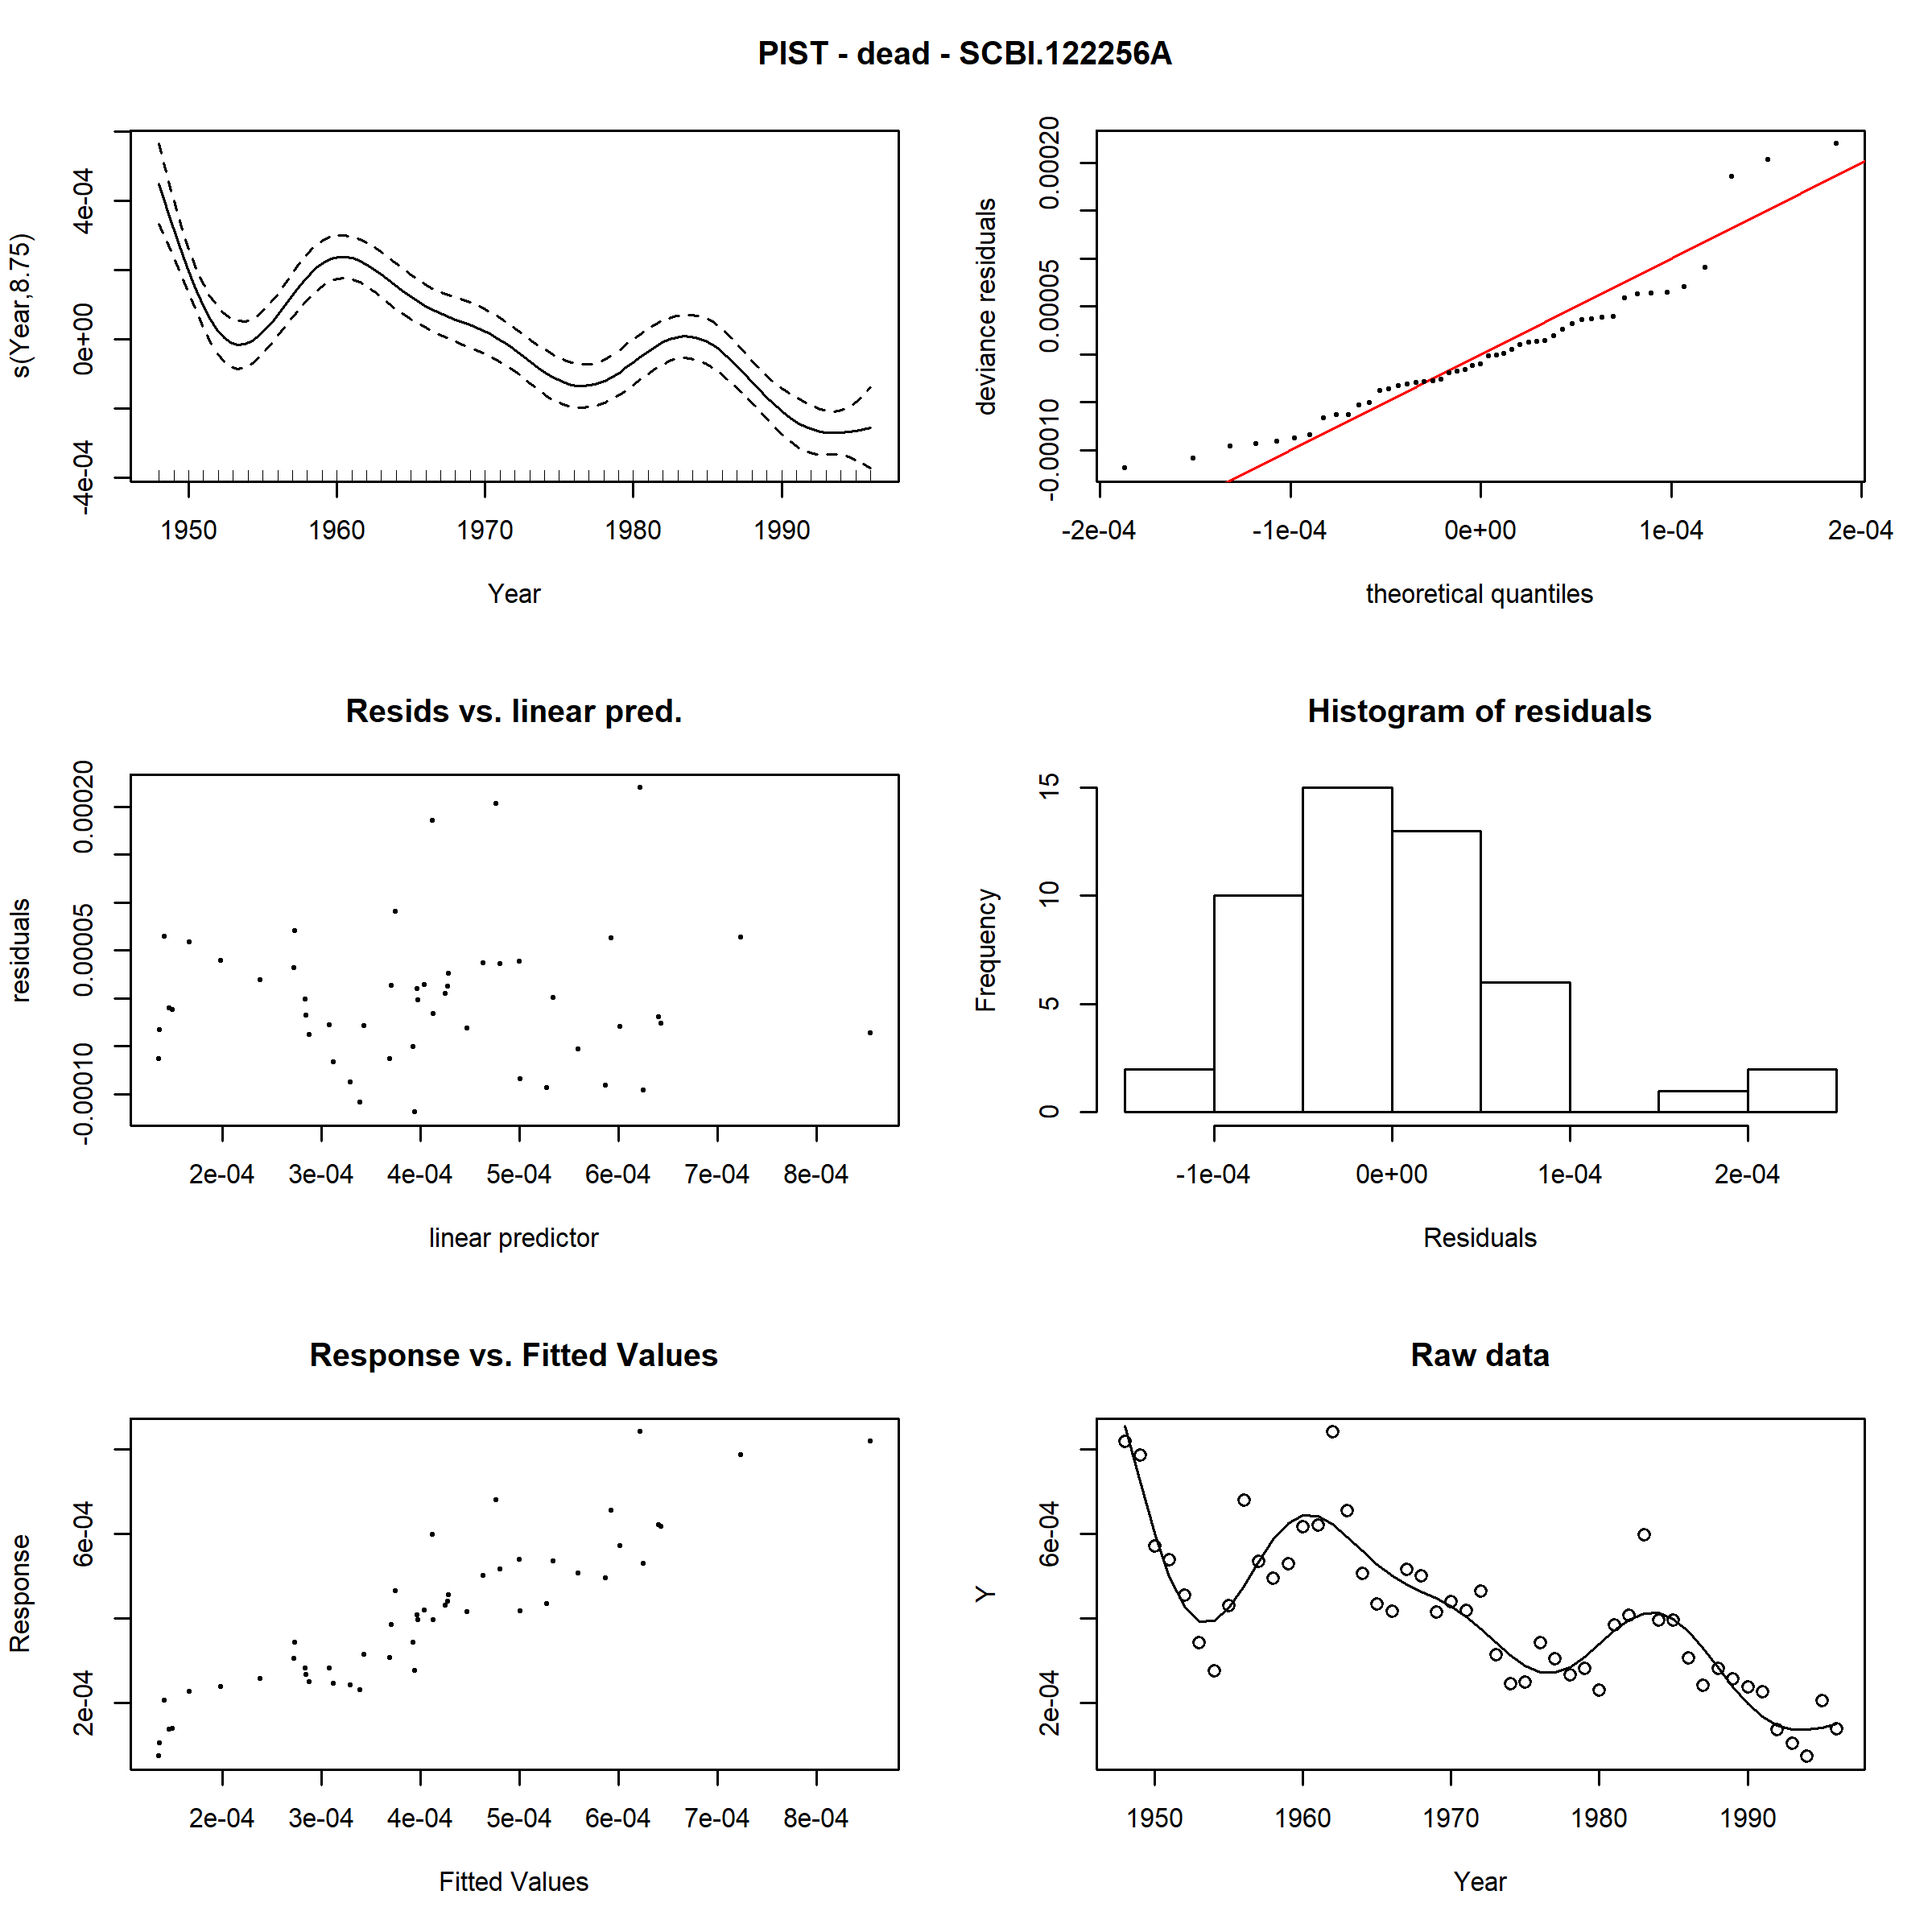 PIST - dead - SCBI.122256A
s(Year,8.75)
4e-04
0e+00
-4e-04
1950 1960 1970 1980 1990
Year
deviance residuals
0.00020
0.00005
-0.00010
-2e-04 -1e-04 0e+00 1e-04 2e-04
theoretical quantiles
Resids vs. linear pred.
residuals
0.00020
0.00005
-0.00010
2e-04 3e-04 4e-04 5e-04 6e-04 7e-04 8e-04
linear predictor
Histogram of residuals
Frequency
15
10
5
0
-1e-04 0e+00 1e-04 2e-04
Residuals
Response vs. Fitted Values
Response
6e-04
2e-04
2e-04 3e-04 4e-04 5e-04 6e-04 7e-04 8e-04
Fitted Values
Raw data
Y
6e-04
2e-04
1950 1960 1970 1980 1990
Year